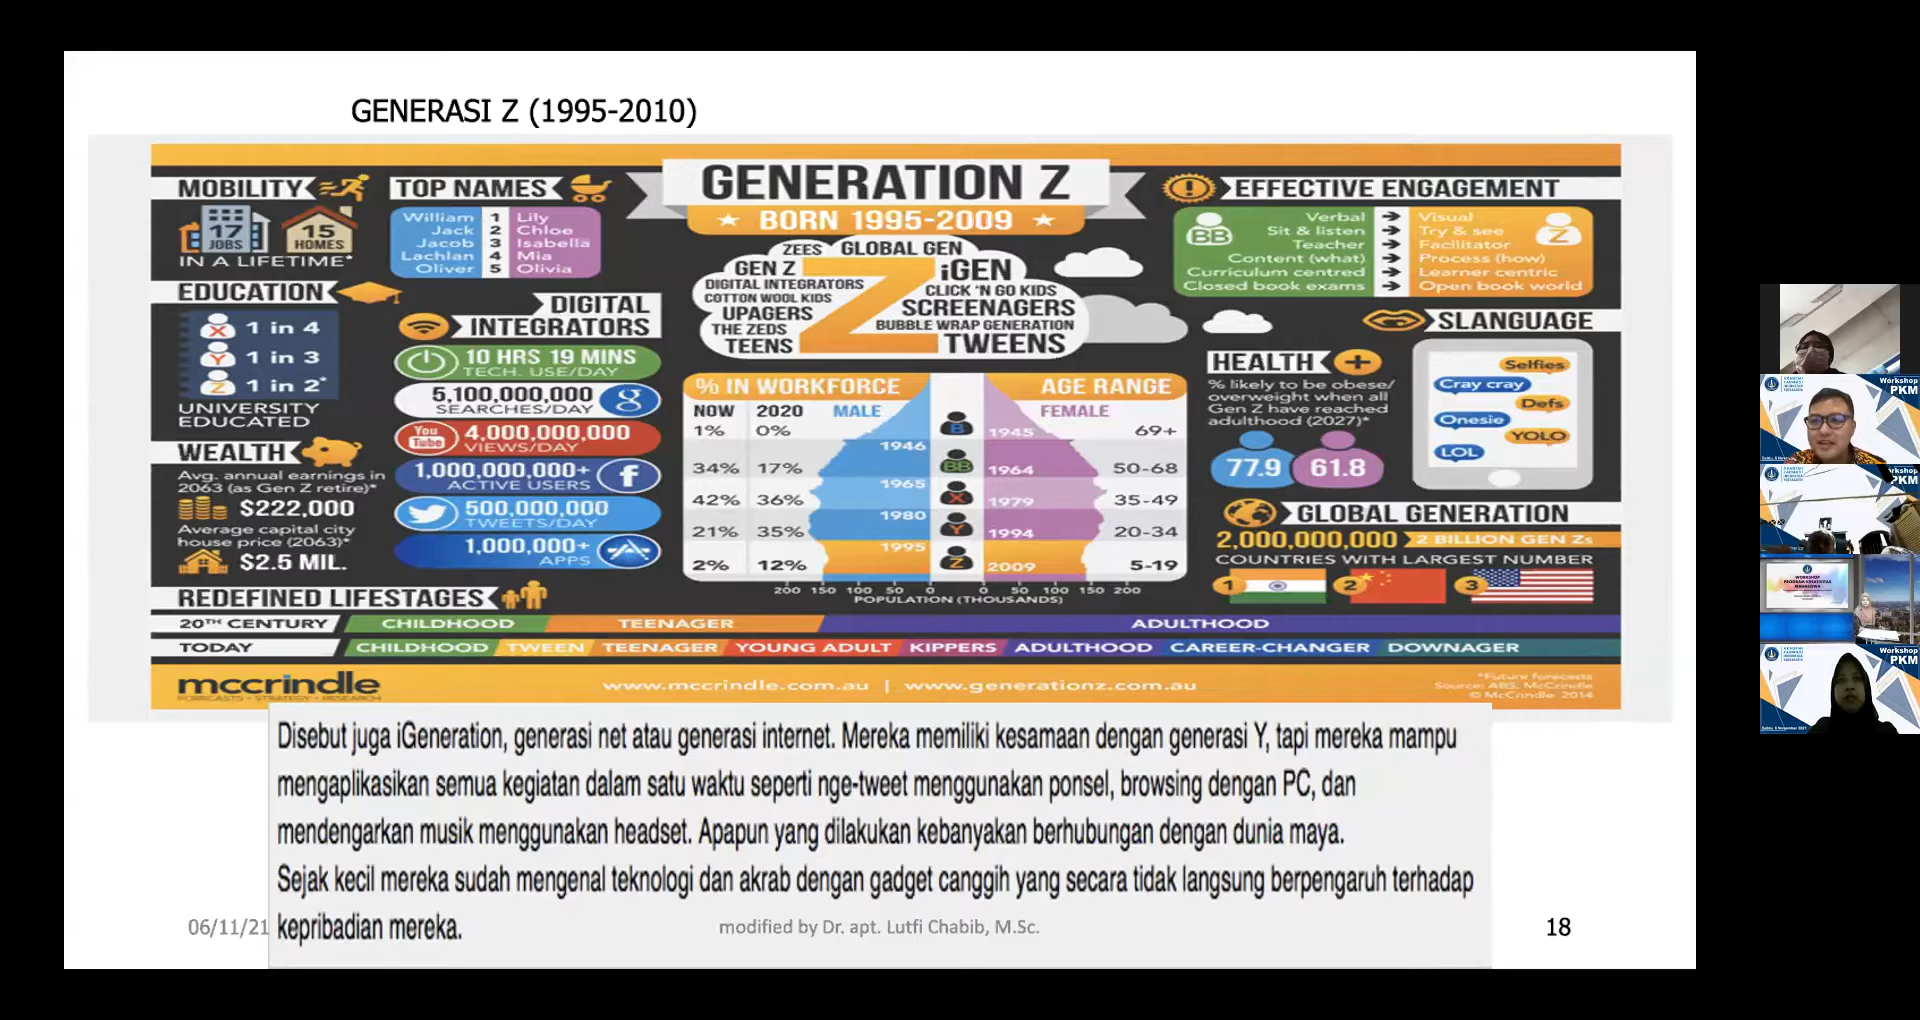 GENERASI Z (1995-2010)
MOBILITY
17 JOBS
15 HOMES
IN A LIFETIME*
TOP NAMES
William 1 Lily
Jack 2 Chloe
Jacob 3 Isabella
Lachlan 4 Mia
Oliver 5 Olivia
EDUCATION
X 1 in 4
Y 1 in 3
Z 1 in 2*
UNIVERSITY
EDUCATED
WEALTH
Avg. annual earnings in
2063 (as Gen Z retire)*
$222,000
Average capital city
house price (2063)*
$2.5 MIL.
DIGITAL
INTEGRATORS
10 HRS 19 MINS
TECH. USE/DAY
5,100,000,000
SEARCHES/DAY
You Tube
4,000,000,000
VIEWS/DAY
1,000,000,000+
ACTIVE USERS
500,000,000
TWEETS/DAY
1,000,000+
APPS
GENERATION Z
BORN 1995-2009
ZEES GLOBAL GEN
GEN Z
iGEN
DIGITAL INTEGRATORS
CLICK 'N GO KIDS
COTTON WOOL KIDS
SCREENAGERS
UPAGERS
BUBBLE WRAP GENERATION
THE ZEDS
TEENS
TWEENS
Z
% IN WORKFORCE
AGE RANGE
NOW 2020 MALE FEMALE
1% 0% B 1945 69+
1946
34% 17% BB 1964 50-68
1965
42% 36% X 1979 35-49
1980
21% 35% Y 1994 20-34
1995
2% 12% Z 2009 5-19
200 150 100 50 0 0 50 100 150 200
POPULATION (THOUSANDS)
EFFECTIVE ENGAGEMENT
BB
Z
Verbal → Visual
Sit & listen → Try & see
Teacher → Facilitator
Content (what) → Process (how)
Curriculum centred → Learner centric
Closed book exams → Open book world
SLANGUAGE
Selfies
Cray cray
Defs
Onesie
YOLO
LOL
HEALTH
% likely to be obese/
overweight when all
Gen Z have reached
adulthood (2027)*
77.9
61.8
GLOBAL GENERATION
2,000,000,000 2 BILLION GEN Zs
COUNTRIES WITH LARGEST NUMBER
1 2 3
REDEFINED LIFESTAGES
20TH CENTURY CHILDHOOD TEENAGER ADULTHOOD
TODAY CHILDHOOD TWEEN TEENAGER YOUNG ADULT KIPPERS ADULTHOOD CAREER-CHANGER DOWNAGER
mccrindle
FORECASTS • STRATEGY • RESEARCH
www.mccrindle.com.au | www.generationz.com.au
*Future forecasts
Source: ABS, McCrindle
© McCrindle 2014
Disebut juga iGeneration, generasi net atau generasi internet. Mereka memiliki kesamaan dengan generasi Y, tapi mereka mampu
mengaplikasikan semua kegiatan dalam satu waktu seperti nge-tweet menggunakan ponsel, browsing dengan PC, dan
mendengarkan musik menggunakan headset. Apapun yang dilakukan kebanyakan berhubungan dengan dunia maya.
Sejak kecil mereka sudah mengenal teknologi dan akrab dengan gadget canggih yang secara tidak langsung berpengaruh terhadap
kepribadian mereka.
06/11/21
modified by Dr. apt. Lutfi Chabib, M.Sc.
18
Workshop
PKM
PKM
WORKSHOP
PROGRAM KREATIVITAS
MAHASISWA
Workshop
PKM